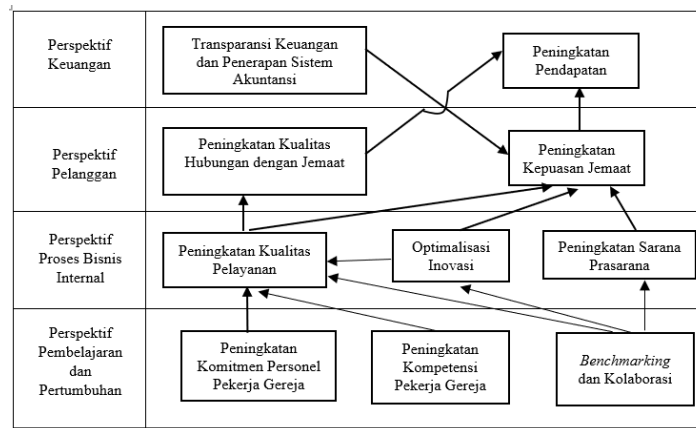 Perspektif
Keuangan
Transparansi Keuangan
dan Penerapan Sistem
Akuntansi
Peningkatan
Pendapatan
Perspektif
Pelanggan
Peningkatan Kualitas
Hubungan dengan Jemaat
Peningkatan
Kepuasan Jemaat
Perspektif
Proses Bisnis
Internal
Peningkatan Kualitas
Pelayanan
Optimalisasi
Inovasi
Peningkatan Sarana
Prasarana
Perspektif
Pembelajaran
dan
Pertumbuhan
Peningkatan
Komitmen Personel
Pekerja Gereja
Peningkatan
Kompetensi
Pekerja Gereja
Benchmarking
dan Kolaborasi